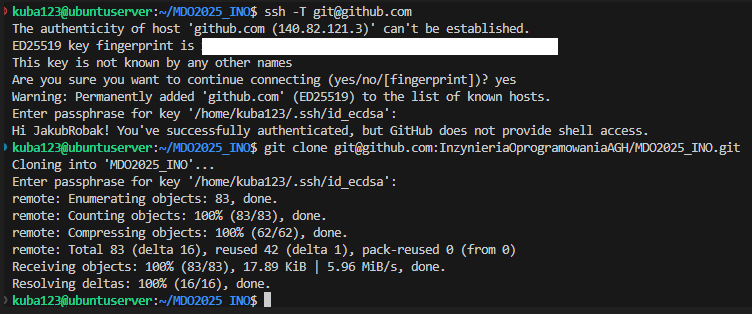 kuba123@ubuntuserver:~/MDO2025_INO$ ssh -T git@github.com
The authenticity of host 'github.com (140.82.121.3)' can't be established.
ED25519 key fingerprint is
This key is not known by any other names
Are you sure you want to continue connecting (yes/no/[fingerprint])? yes
Warning: Permanently added 'github.com' (ED25519) to the list of known hosts.
Enter passphrase for key '/home/kuba123/.ssh/id_ecdsa':
Hi JakubRobak! You've successfully authenticated, but GitHub does not provide shell access.
kuba123@ubuntuserver:~/MDO2025_INO$ git clone git@github.com:InzynieriaOprogramowaniaAGH/MDO2025_INO.git
Cloning into 'MDO2025_INO'...
Enter passphrase for key '/home/kuba123/.ssh/id_ecdsa':
remote: Enumerating objects: 83, done.
remote: Counting objects: 100% (83/83), done.
remote: Compressing objects: 100% (62/62), done.
remote: Total 83 (delta 16), reused 42 (delta 1), pack-reused 0 (from 0)
Receiving objects: 100% (83/83), 17.89 KiB | 5.96 MiB/s, done.
Resolving deltas: 100% (16/16), done.
kuba123@ubuntuserver:~/MDO2025_INO$